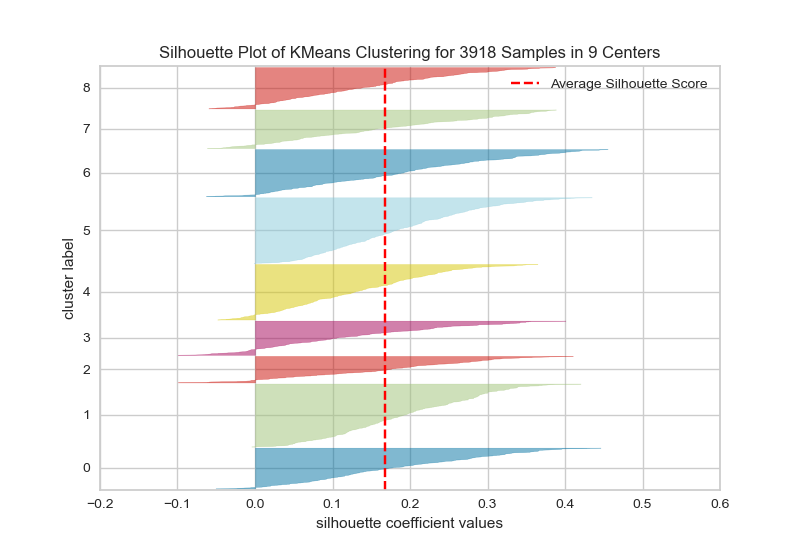 Silhouette Plot of KMeans Clustering for 3918 Samples in 9 Centers
Average Silhouette Score
cluster label
8
7
6
5
4
3
2
1
0
−0.2 −0.1 0.0 0.1 0.2 0.3 0.4 0.5 0.6
silhouette coefficient values